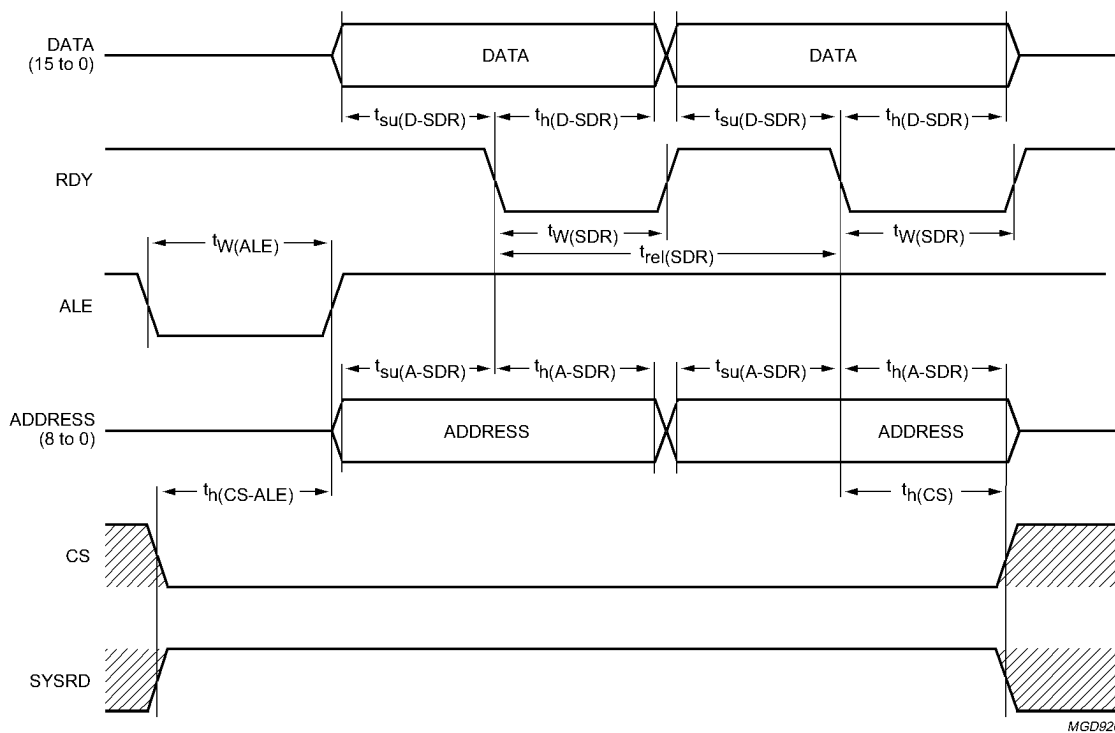 DATA
(15 to 0)
DATA DATA
tsu(D-SDR) th(D-SDR) tsu(D-SDR) th(D-SDR)
RDY
tW(SDR) tW(SDR)
tW(ALE)
trel(SDR)
ALE
tsu(A-SDR) th(A-SDR) tsu(A-SDR) th(A-SDR)
ADDRESS
(8 to 0)
ADDRESS ADDRESS
th(CS-ALE) th(CS)
CS
SYSRD